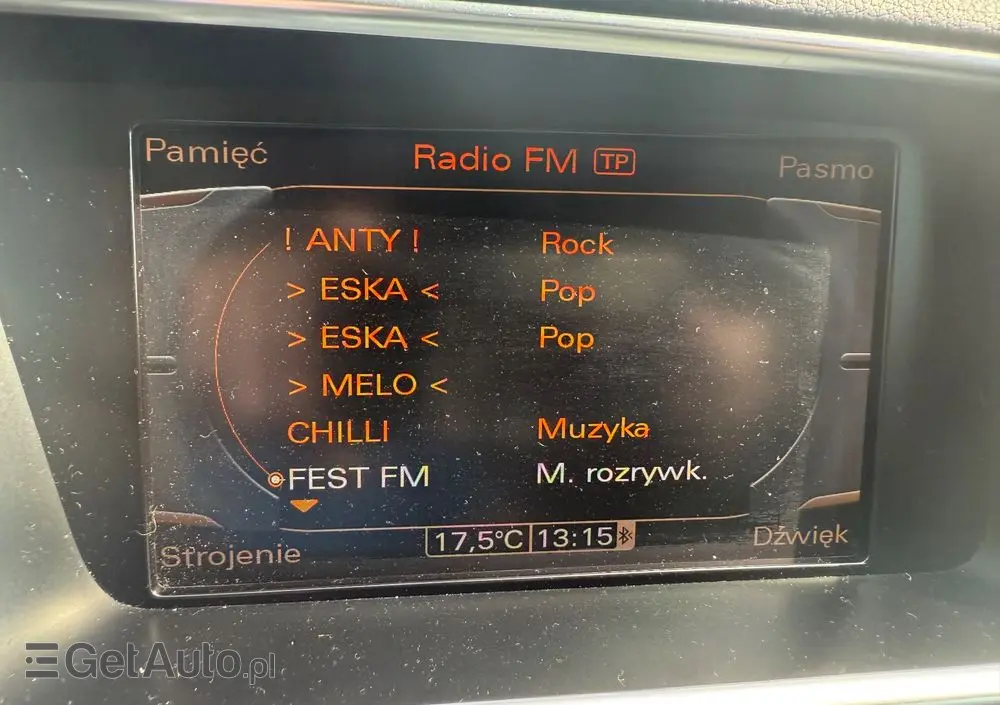 Pamięć Radio FM TP Pasmo
! ANTY ! Rock
> ESKA < Pop
> ESKA < Pop
> MELO <
CHILLI Muzyka
FEST FM M. rozrywk.
Strojenie 17,5°C 13:15 Dźwięk
GetAuto.pl